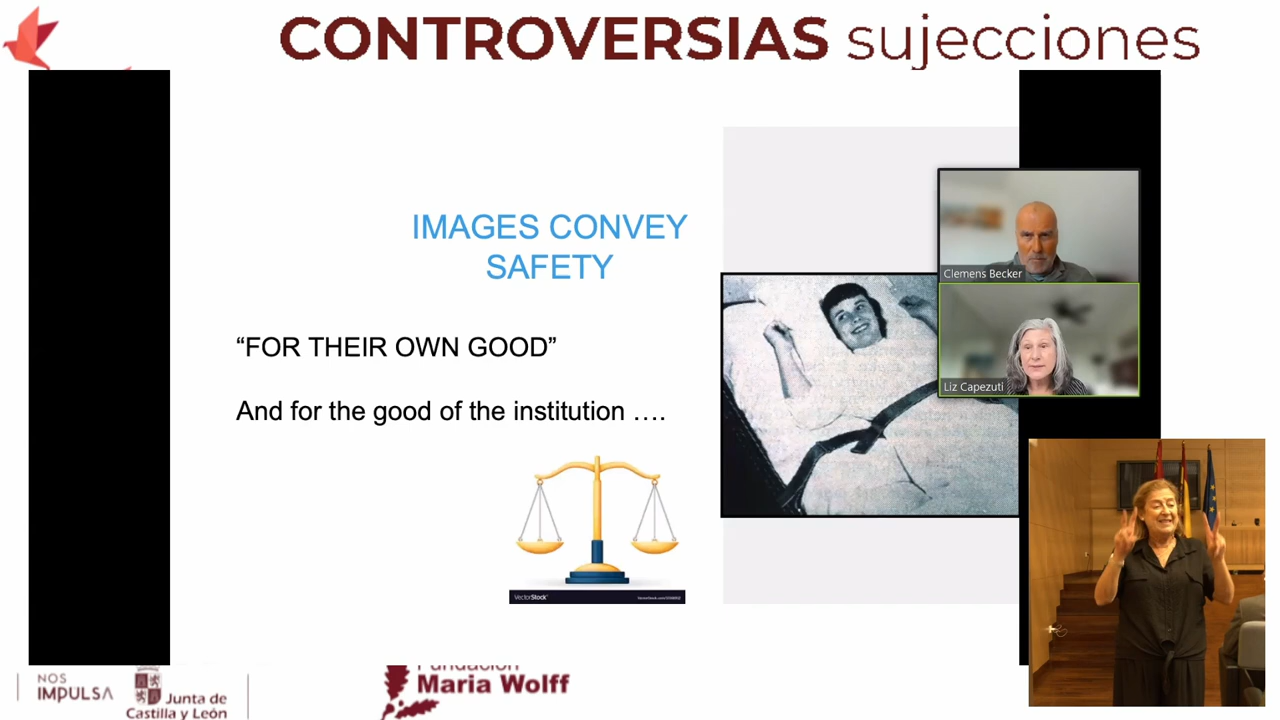 CONTROVERSIAS sujecciones
IMAGES CONVEY
SAFETY
“FOR THEIR OWN GOOD”
And for the good of the institution ….
Clemens Becker
Liz Capezuti
VectorStock
NOS
IMPULSA
Junta de
Castilla y León
Fundación
Maria Wolff